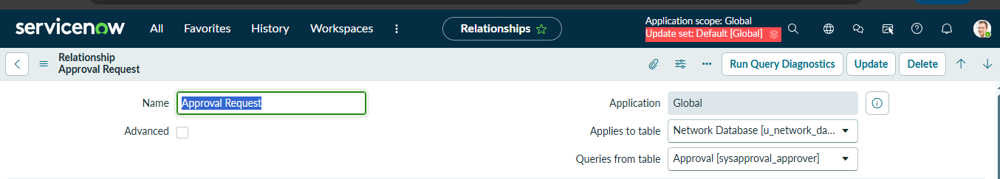 servicenow
All
Favorites
History
Workspaces
Relationships
Application scope: Global
Update set: Default [Global]
Relationship
Approval Request
Run Query Diagnostics
Update
Delete
Name
Approval Request
Application
Global
Advanced
Applies to table
Network Database [u_network_da...
Queries from table
Approval [sysapproval_approver]